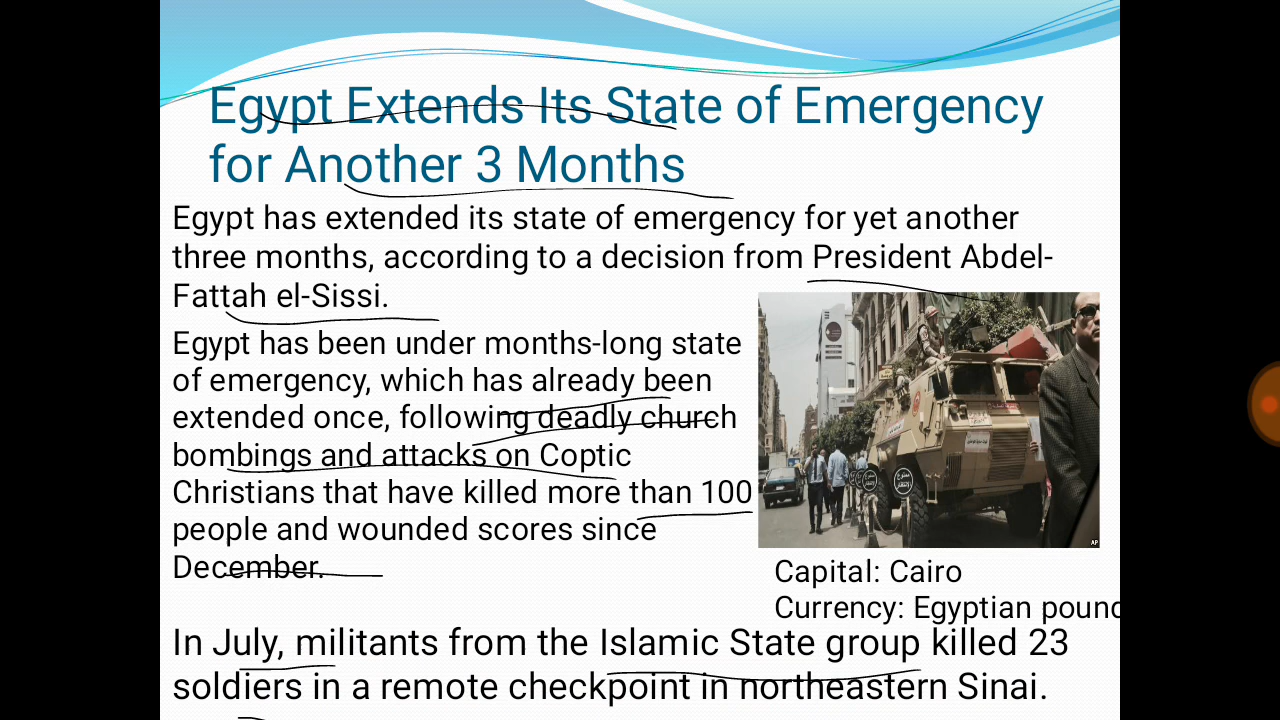 Egypt Extends Its State of Emergency
for Another 3 Months
Egypt has extended its state of emergency for yet another
three months, according to a decision from President Abdel-
Fattah el-Sissi.
Egypt has been under months-long state
of emergency, which has already been
extended once, following deadly church
bombings and attacks on Coptic
Christians that have killed more than 100
people and wounded scores since
December.
AP
Capital: Cairo
Currency: Egyptian pound
In July, militants from the Islamic State group killed 23
soldiers in a remote checkpoint in northeastern Sinai.